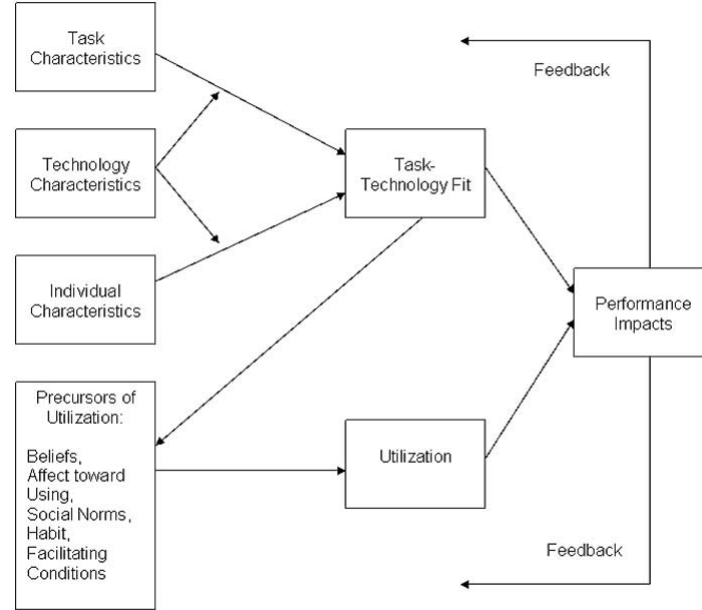 Task
Characteristics
Feedback
Technology
Characteristics
Task-
Technology Fit
Individual
Characteristics
Performance
Impacts
Precursors of
Utilization:
Beliefs,
Affect toward
Using,
Social Norms,
Habit,
Facilitating
Conditions
Utilization
Feedback